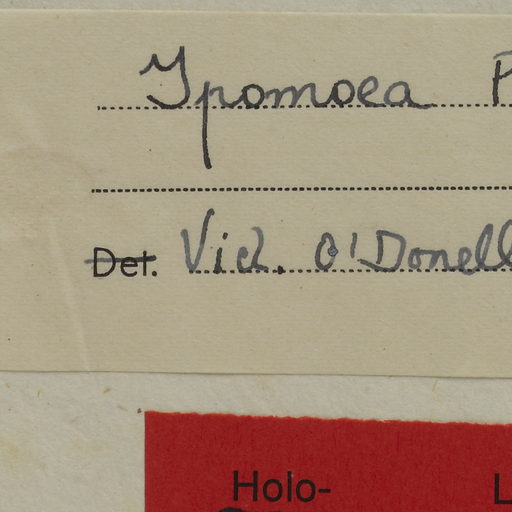 Ipomoea P
Det. Vid. O'Donell
Holo- L